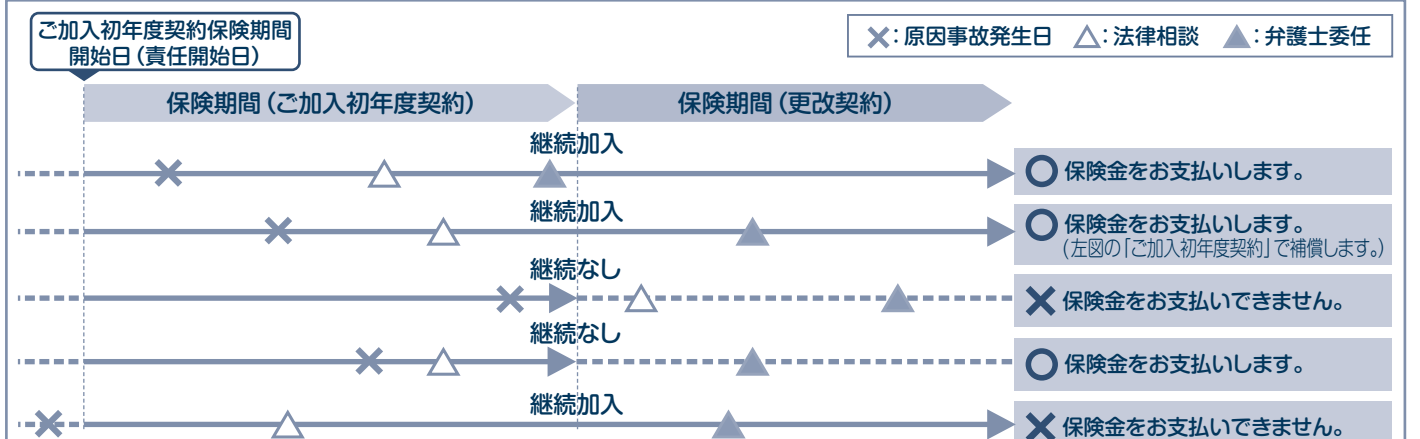 ご加入初年度契約保険期間
開始日(責任開始日)
×:原因事故発生日 △:法律相談 ▲:弁護士委任
保険期間(ご加入初年度契約) 保険期間(更改契約)
継続加入
保険金をお支払いします。
継続加入
保険金をお支払いします。
(左図の「ご加入初年度契約」で補償します。)
継続なし
保険金をお支払いできません。
継続なし
保険金をお支払いします。
継続加入
保険金をお支払いできません。